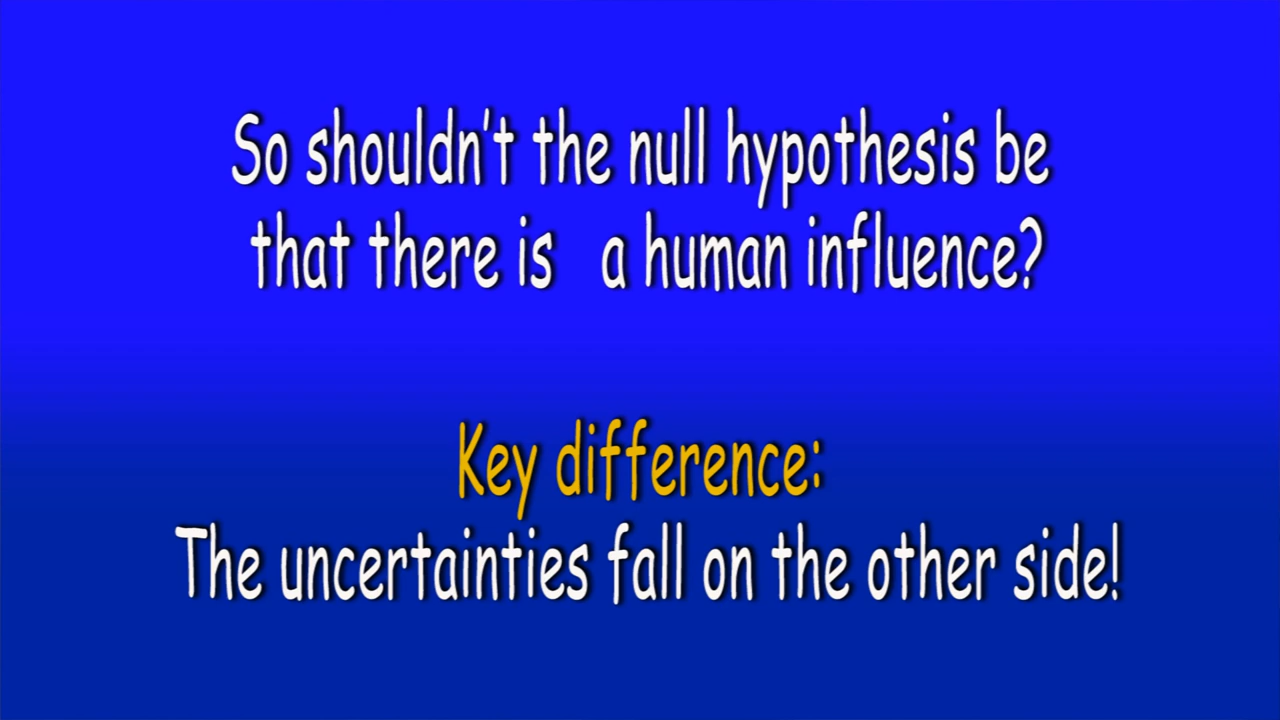 So shouldn't the null hypothesis be
that there is a human influence?
Key difference:
The uncertainties fall on the other side!